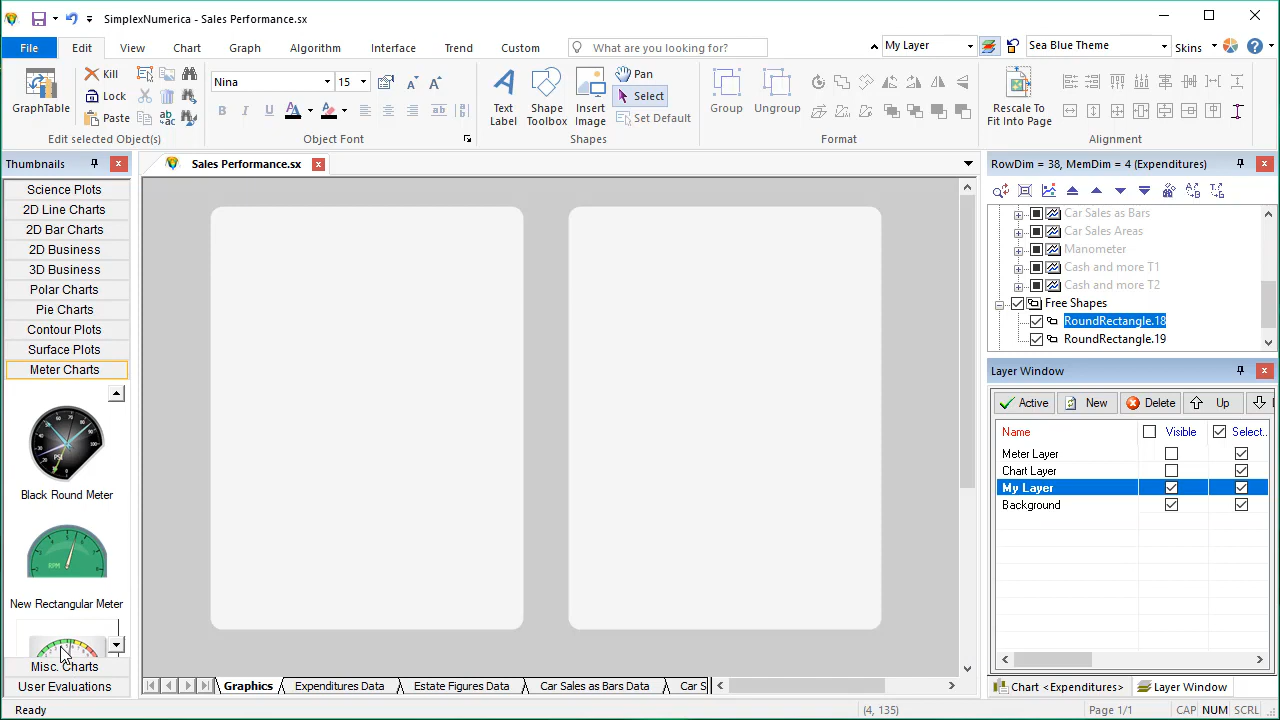 SimplexNumerica - Sales Performance.sx
File
Edit
View
Chart
Graph
Algorithm
Interface
Trend
Custom
What are you looking for?
My Layer
Sea Blue Theme
Skins
GraphTable
Kill
Lock
Paste
Edit selected Object(s)
Nina
15
B
I
U
A
Object Font
Text
Label
Shape
Toolbox
Insert
Image
Pan
Select
Set Default
Shapes
Group
Ungroup
Format
Rescale To
Fit Into Page
Alignment
Thumbnails
Science Plots
2D Line Charts
2D Bar Charts
2D Business
3D Business
Polar Charts
Pie Charts
Contour Plots
Surface Plots
Meter Charts
Black Round Meter
RPM
New Rectangular Meter
Misc. Charts
User Evaluations
Sales Performance.sx
Graphics
Expenditures Data
Estate Figures Data
Car Sales as Bars Data
Car S
RowDim = 38, MemDim = 4 (Expenditures)
Car Sales as Bars
Car Sales Areas
Manometer
Cash and more T1
Cash and more T2
Free Shapes
RoundRectangle.18
RoundRectangle.19
Layer Window
Active
New
Delete
Up
Name
Visible
Select..
Meter Layer
Chart Layer
My Layer
Background
Chart <Expenditures>
Layer Window
Ready
(4, 135)
Page 1/1
CAP
NUM
SCRL